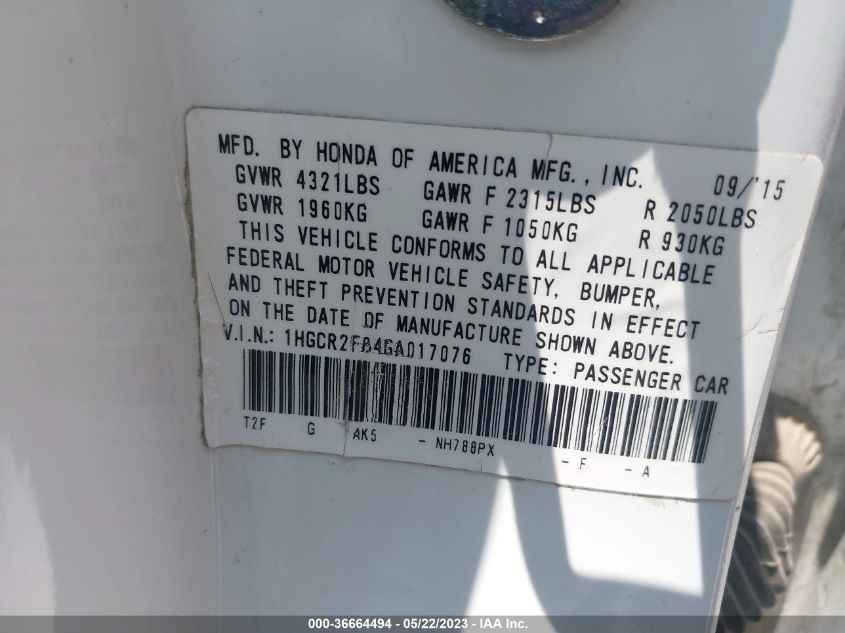 MFD. BY HONDA OF AMERICA MFG., INC. 09/'15
GVWR 4321LBS GAWR F 2315LBS R 2050LBS
GVWR 1960KG GAWR F 1050KG R 930KG
THIS VEHICLE CONFORMS TO ALL APPLICABLE
FEDERAL MOTOR VEHICLE SAFETY, BUMPER,
AND THEFT PREVENTION STANDARDS IN EFFECT
ON THE DATE OF MANUFACTURE SHOWN ABOVE.
V.I.N.: 1HGCR2F84GA017076 TYPE: PASSENGER CAR
T2F G AK5 - NH788PX - F - A
000-36664494 - 05/22/2023 - IAA Inc.